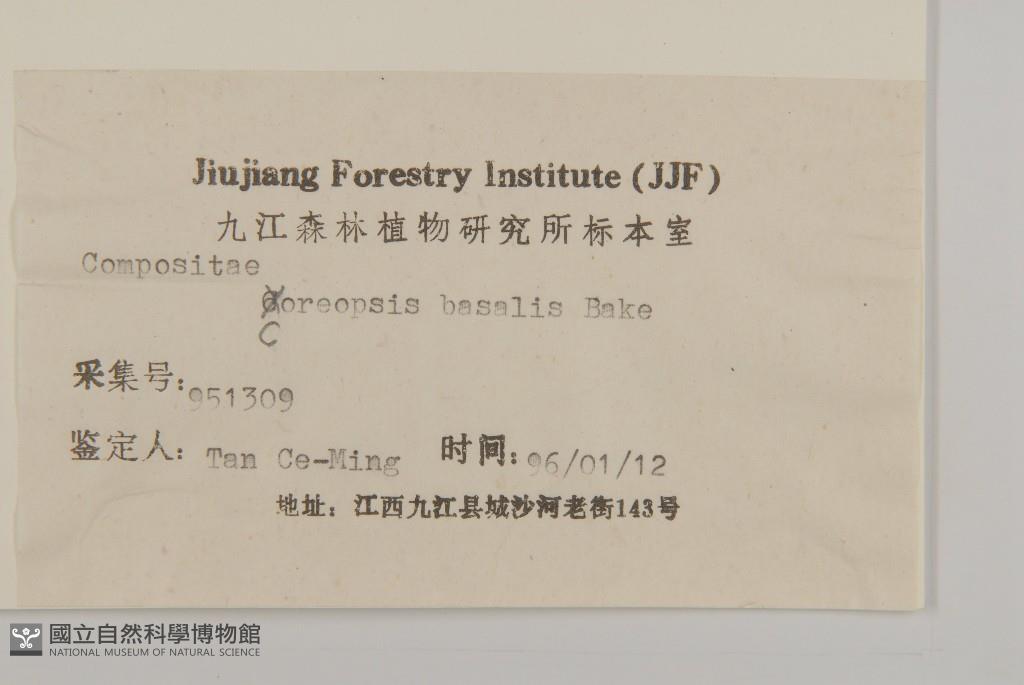 Jiujiang Forestry Institute (JJF)
九江森林植物研究所标本室
Compositae
Coreopsis basalis Bake
采集号：951309
鉴定人：Tan Ce-Ming 时间：96/01/12
地址：江西九江县城沙河老街143号
國立自然科學博物館
NATIONAL MUSEUM OF NATURAL SCIENCE